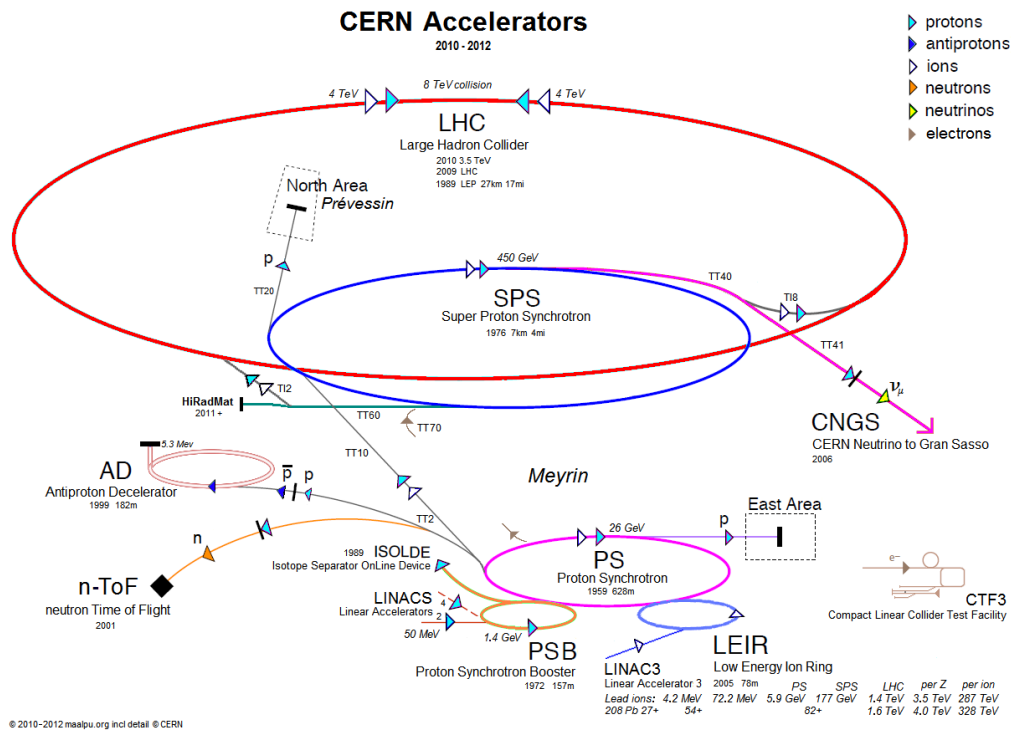 CERN Accelerators
2010 - 2012
protons
antiprotons
ions
neutrons
neutrinos
electrons
4 TeV
8 TeV collision
4 TeV
LHC
Large Hadron Collider
2010 3.5 TeV
2009 LHC
1989 LEP 27km 17mi
North Area
Prévessin
p
TT20
450 GeV
SPS
Super Proton Synchrotron
1976 7km 4mi
TT40
TI8
TT41
νμ
CNGS
CERN Neutrino to Gran Sasso
2006
TI2
HiRadMat
2011 +
TT60
TT70
TT10
5.3 Mev
AD
Antiproton Decelerator
1999 182m
p̅ p
Meyrin
TT2
East Area
p
26 GeV
PS
Proton Synchrotron
1959 628m
n
n-ToF
neutron Time of Flight
2001
1989 ISOLDE
Isotope Separator OnLine Device
LINACS
Linear Accelerators
4
2
50 MeV
1.4 GeV
PSB
Proton Synchrotron Booster
1972 157m
e-
CTF3
Compact Linear Collider Test Facility
LEIR
Low Energy Ion Ring
2005 78m
LINAC3
Linear Accelerator 3
PS SPS LHC per Z per ion
Lead ions: 4.2 MeV 72.2 MeV 5.9 GeV 177 GeV 1.4 TeV 3.5 TeV 287 TeV
208 Pb 27+ 54+ 82+ 1.6 TeV 4.0 TeV 328 TeV
© 2010-2012 maalpu.org incl detail © CERN